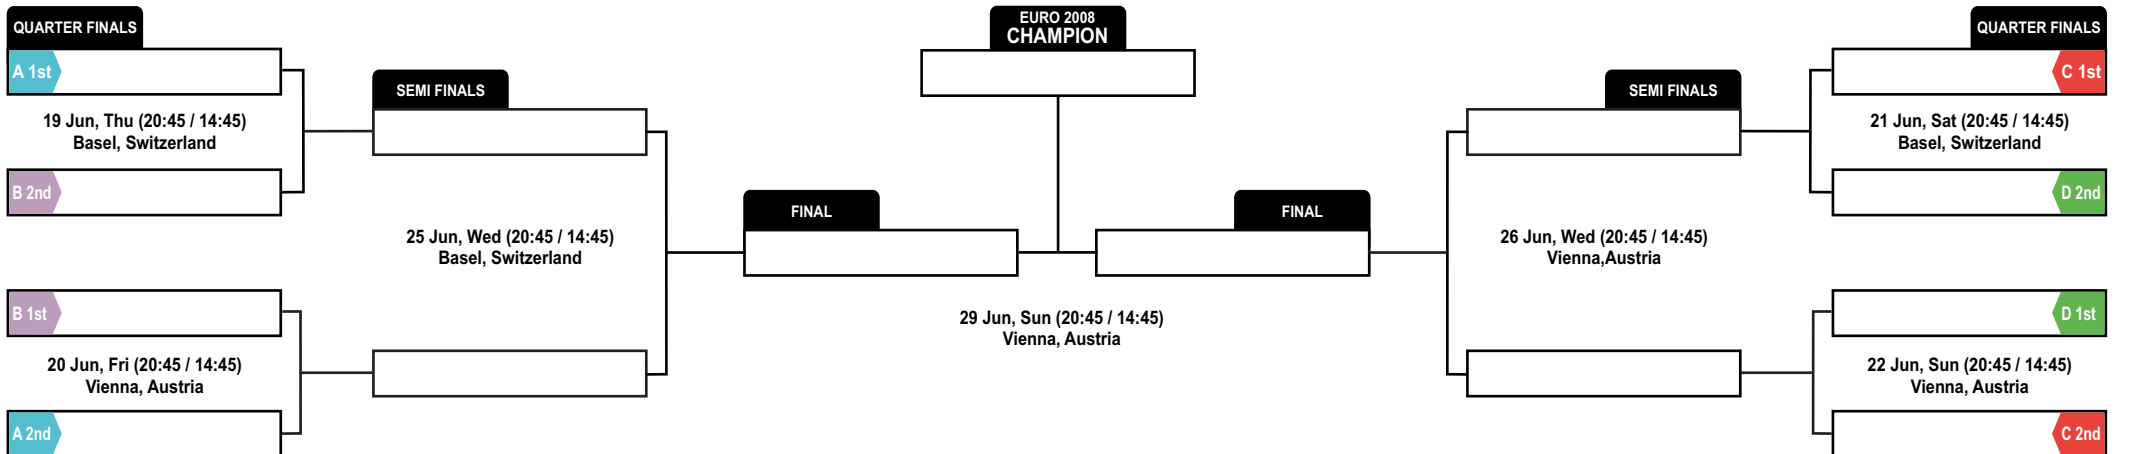 QUARTER FINALS
A 1st
19 Jun, Thu (20:45 / 14:45)
Basel, Switzerland
B 2nd
B 1st
20 Jun, Fri (20:45 / 14:45)
Vienna, Austria
A 2nd
SEMI FINALS
25 Jun, Wed (20:45 / 14:45)
Basel, Switzerland
FINAL
EURO 2008
CHAMPION
29 Jun, Sun (20:45 / 14:45)
Vienna, Austria
FINAL
SEMI FINALS
26 Jun, Wed (20:45 / 14:45)
Vienna,Austria
QUARTER FINALS
C 1st
21 Jun, Sat (20:45 / 14:45)
Basel, Switzerland
D 2nd
D 1st
22 Jun, Sun (20:45 / 14:45)
Vienna, Austria
C 2nd